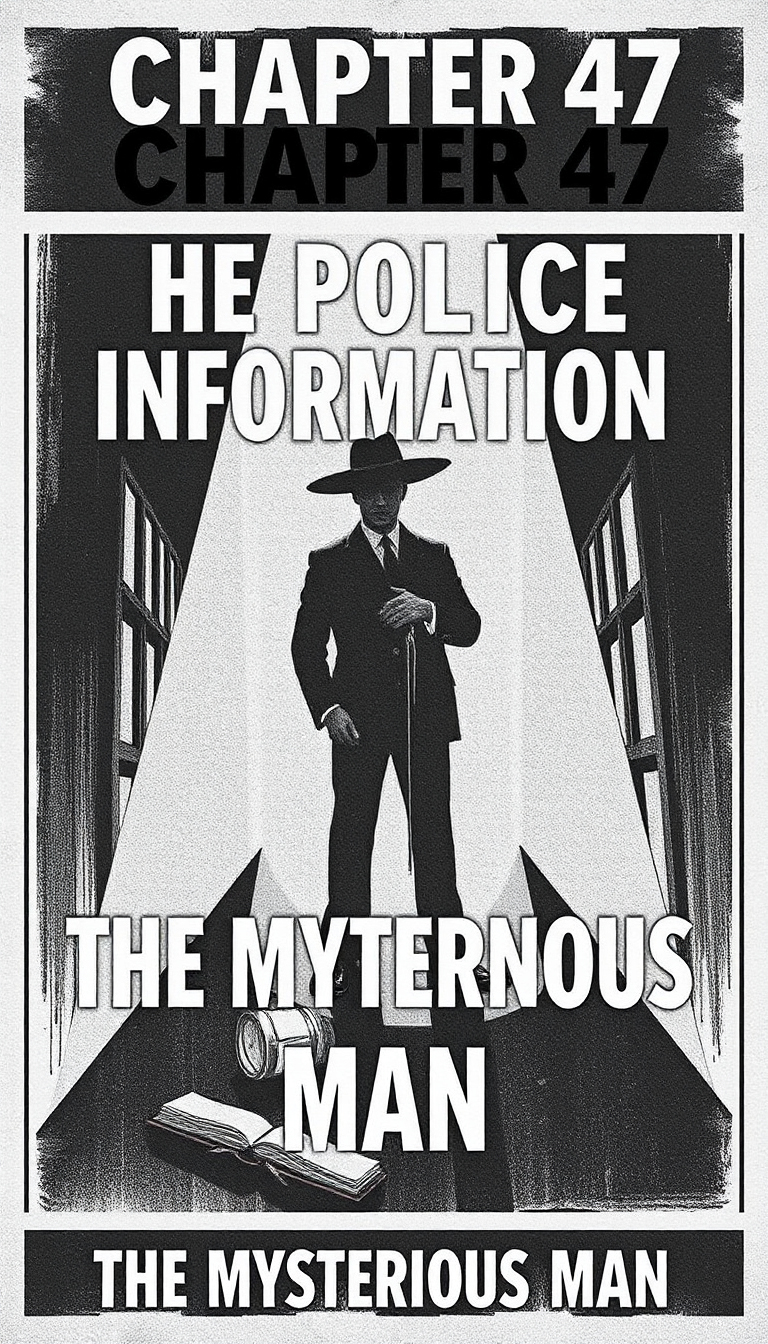 CHAPTER 47
CHAPTER 47
HE POLICE
INFORMATION
THE MYTERNOUS
MAN
THE MYSTERIOUS MAN